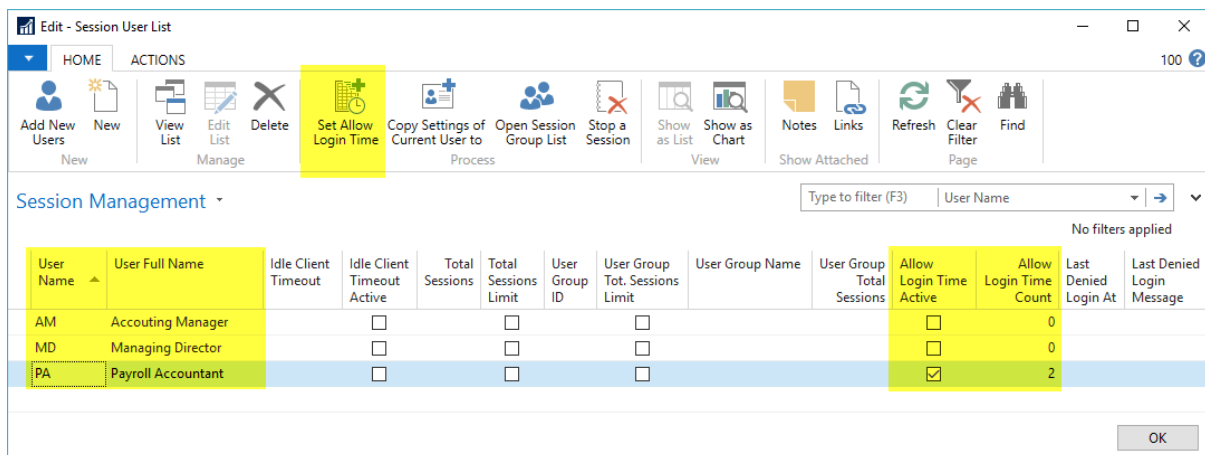 Edit - Session User List
HOME ACTIONS 100 ?
Add New Users
New
View List
Edit List
Delete
Set Allow Login Time
Copy Settings of Current User to
Open Session Group List
Stop a Session
Show as List
Show as Chart
Notes
Links
Refresh
Clear Filter
Find
New Manage Process View Show Attached Page
Session Management
Type to filter (F3) User Name
No filters applied
User Name
User Full Name
Idle Client Timeout
Idle Client Timeout Active
Total Sessions
Total Sessions Limit
User Group ID
User Group Tot. Sessions Limit
User Group Name
User Group Total Sessions
Allow Login Time Active
Allow Login Time Count
Last Denied Login At
Last Denied Login Message
AM Accouting Manager 0
MD Managing Director 0
PA Payroll Accountant 2
OK